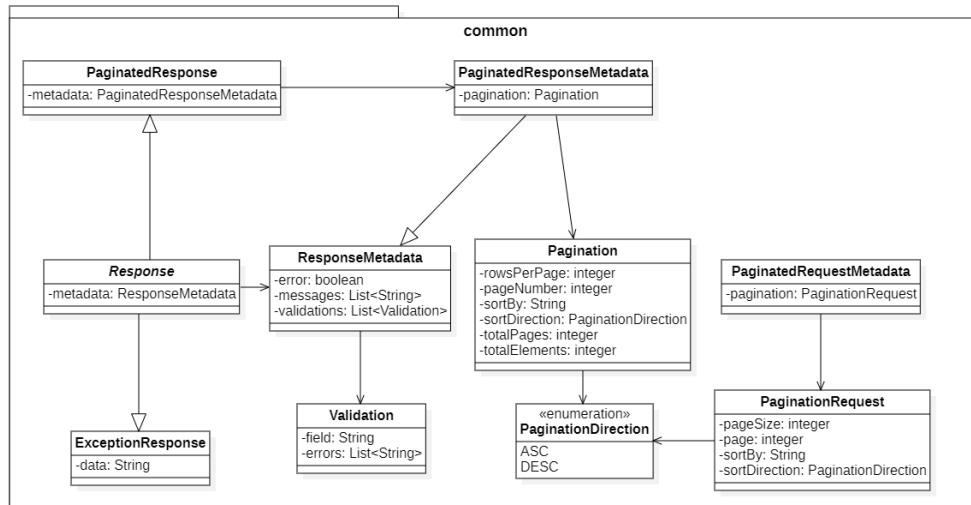 common
PaginatedResponse
-metadata: PaginatedResponseMetadata
PaginatedResponseMetadata
-pagination: Pagination
Response
-metadata: ResponseMetadata
ResponseMetadata
-error: boolean
-messages: List<String>
-validations: List<Validation>
Pagination
-rowsPerPage: integer
-pageNumber: integer
-sortBy: String
-sortDirection: PaginationDirection
-totalPages: integer
-totalElements: integer
PaginatedRequestMetadata
-pagination: PaginationRequest
ExceptionResponse
-data: String
Validation
-field: String
-errors: List<String>
«enumeration»
PaginationDirection
ASC
DESC
PaginationRequest
-pageSize: integer
-page: integer
-sortBy: String
-sortDirection: PaginationDirection